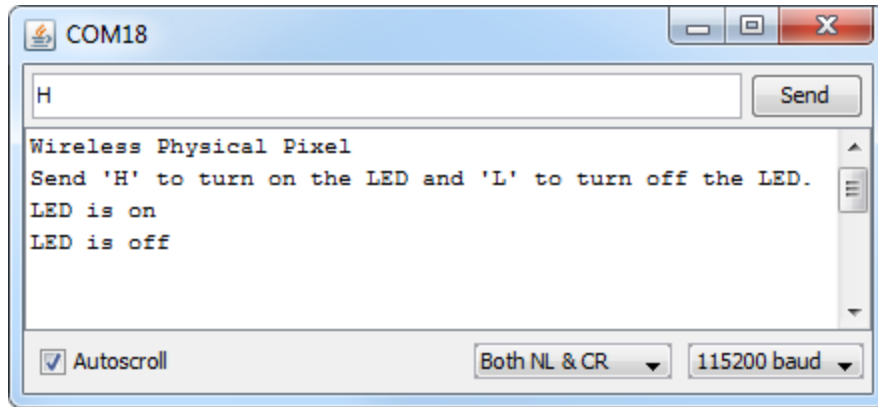 COM18
H
Send
Wireless Physical Pixel
Send 'H' to turn on the LED and 'L' to turn off the LED.
LED is on
LED is off
Autoscroll
Both NL & CR
115200 baud